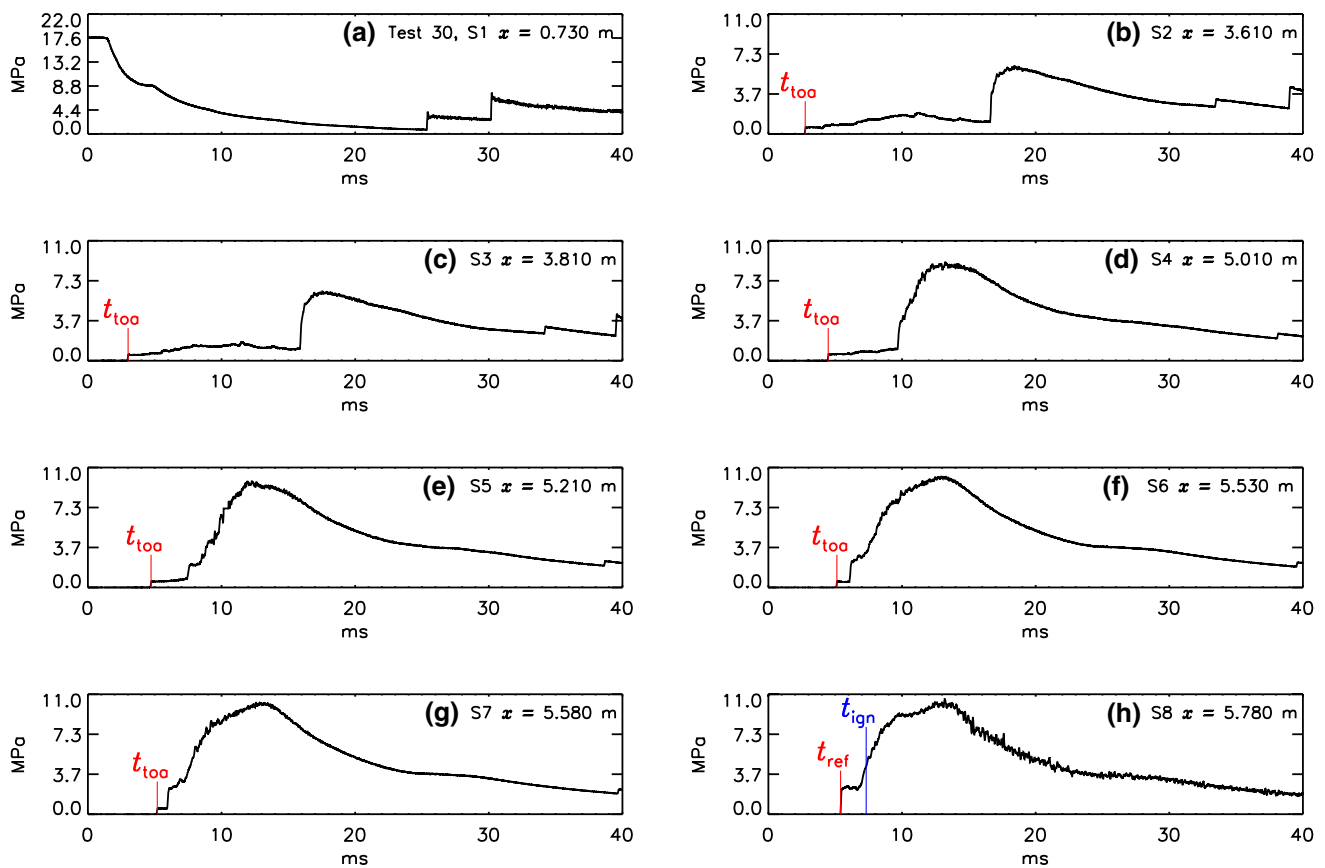 (a) Test 30, S1 x = 0.730 m
MPa
22.0
17.6
13.2
8.8
4.4
0.0
0 10 20 30 40
ms
(b) S2 x = 3.610 m
MPa
11.0
7.3
3.7
0.0
t_toa
0 10 20 30 40
ms
(c) S3 x = 3.810 m
MPa
11.0
7.3
3.7
0.0
t_toa
0 10 20 30 40
ms
(d) S4 x = 5.010 m
MPa
11.0
7.3
3.7
0.0
t_toa
0 10 20 30 40
ms
(e) S5 x = 5.210 m
MPa
11.0
7.3
3.7
0.0
t_toa
0 10 20 30 40
ms
(f) S6 x = 5.530 m
MPa
11.0
7.3
3.7
0.0
t_toa
0 10 20 30 40
ms
(g) S7 x = 5.580 m
MPa
11.0
7.3
3.7
0.0
t_toa
0 10 20 30 40
ms
(h) S8 x = 5.780 m
MPa
11.0
7.3
3.7
0.0
t_ign
t_ref
0 10 20 30 40
ms